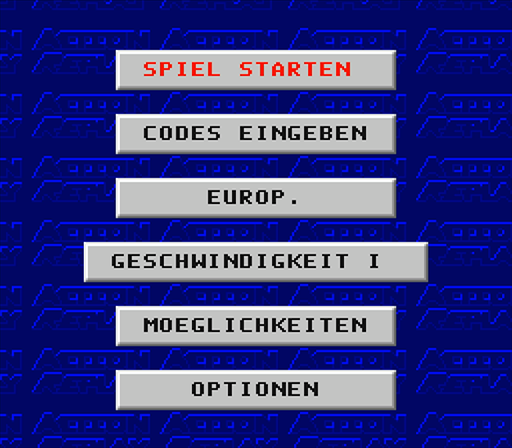 SPIEL STARTEN
CODES EINGEBEN
EUROP.
GESCHWINDIGKEIT I
MOEGLICHKEITEN
OPTIONEN